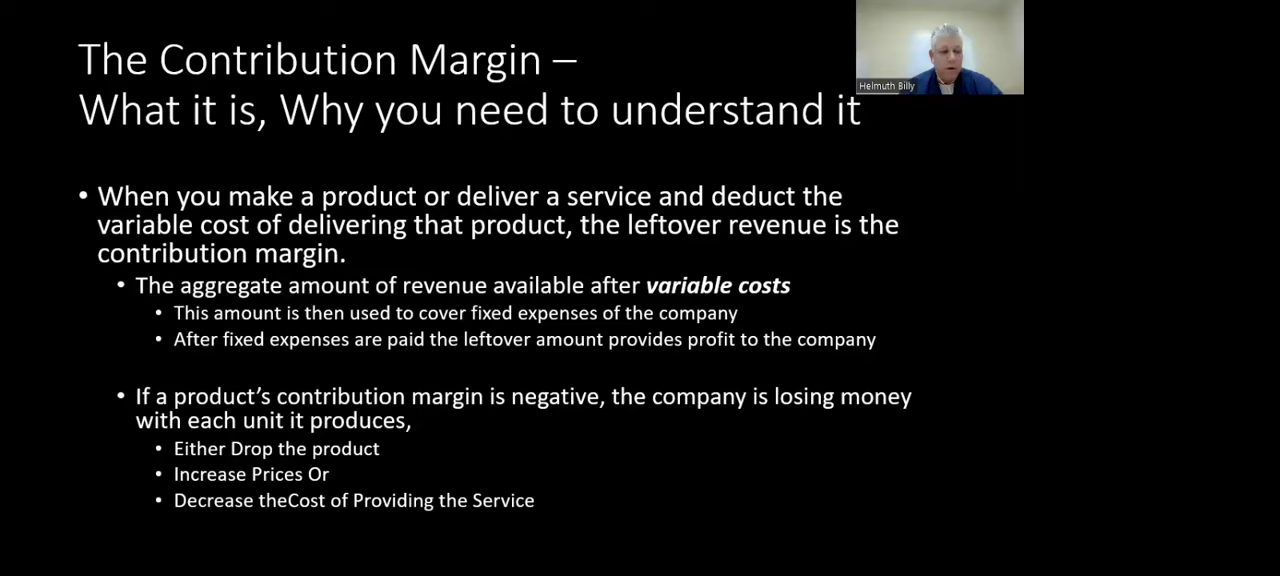 The Contribution Margin –
What it is, Why you need to understand it
Helmuth Billy
• When you make a product or deliver a service and deduct the
variable cost of delivering that product, the leftover revenue is the
contribution margin.
• The aggregate amount of revenue available after variable costs
• This amount is then used to cover fixed expenses of the company
• After fixed expenses are paid the leftover amount provides profit to the company
• If a product's contribution margin is negative, the company is losing money
with each unit it produces,
• Either Drop the product
• Increase Prices Or
• Decrease theCost of Providing the Service